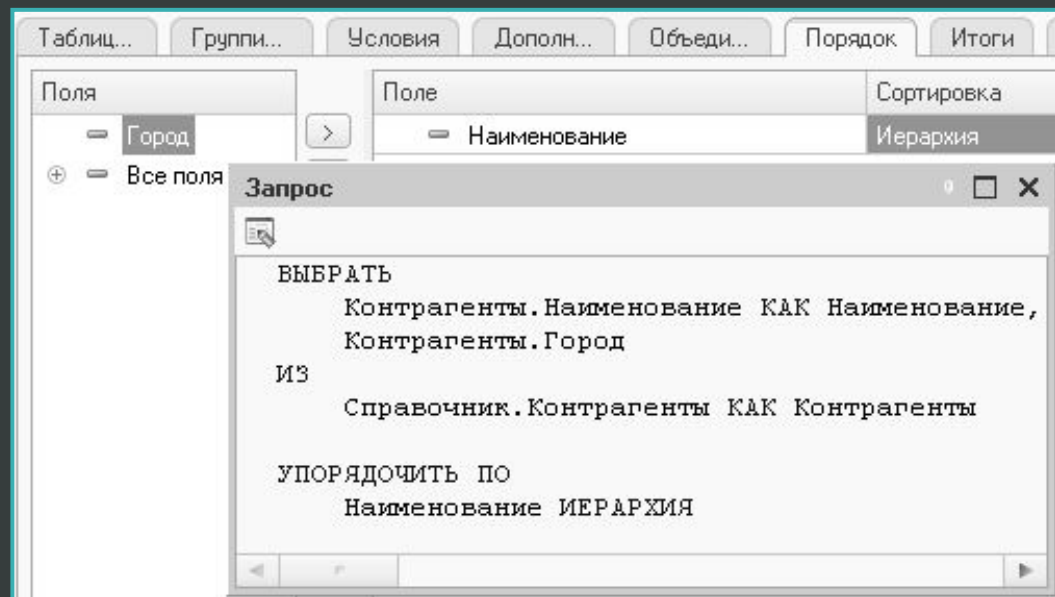 Таблиц... Группи... Условия Дополн... Объеди... Порядок Итоги
Поля Поле Сортировка
Город > Наименование Иерархия
Все поля
Запрос
ВЫБРАТЬ
Контрагенты.Наименование КАК Наименование,
Контрагенты.Город
ИЗ
Справочник.Контрагенты КАК Контрагенты
УПОРЯДОЧИТЬ ПО
Наименование ИЕРАРХИЯ